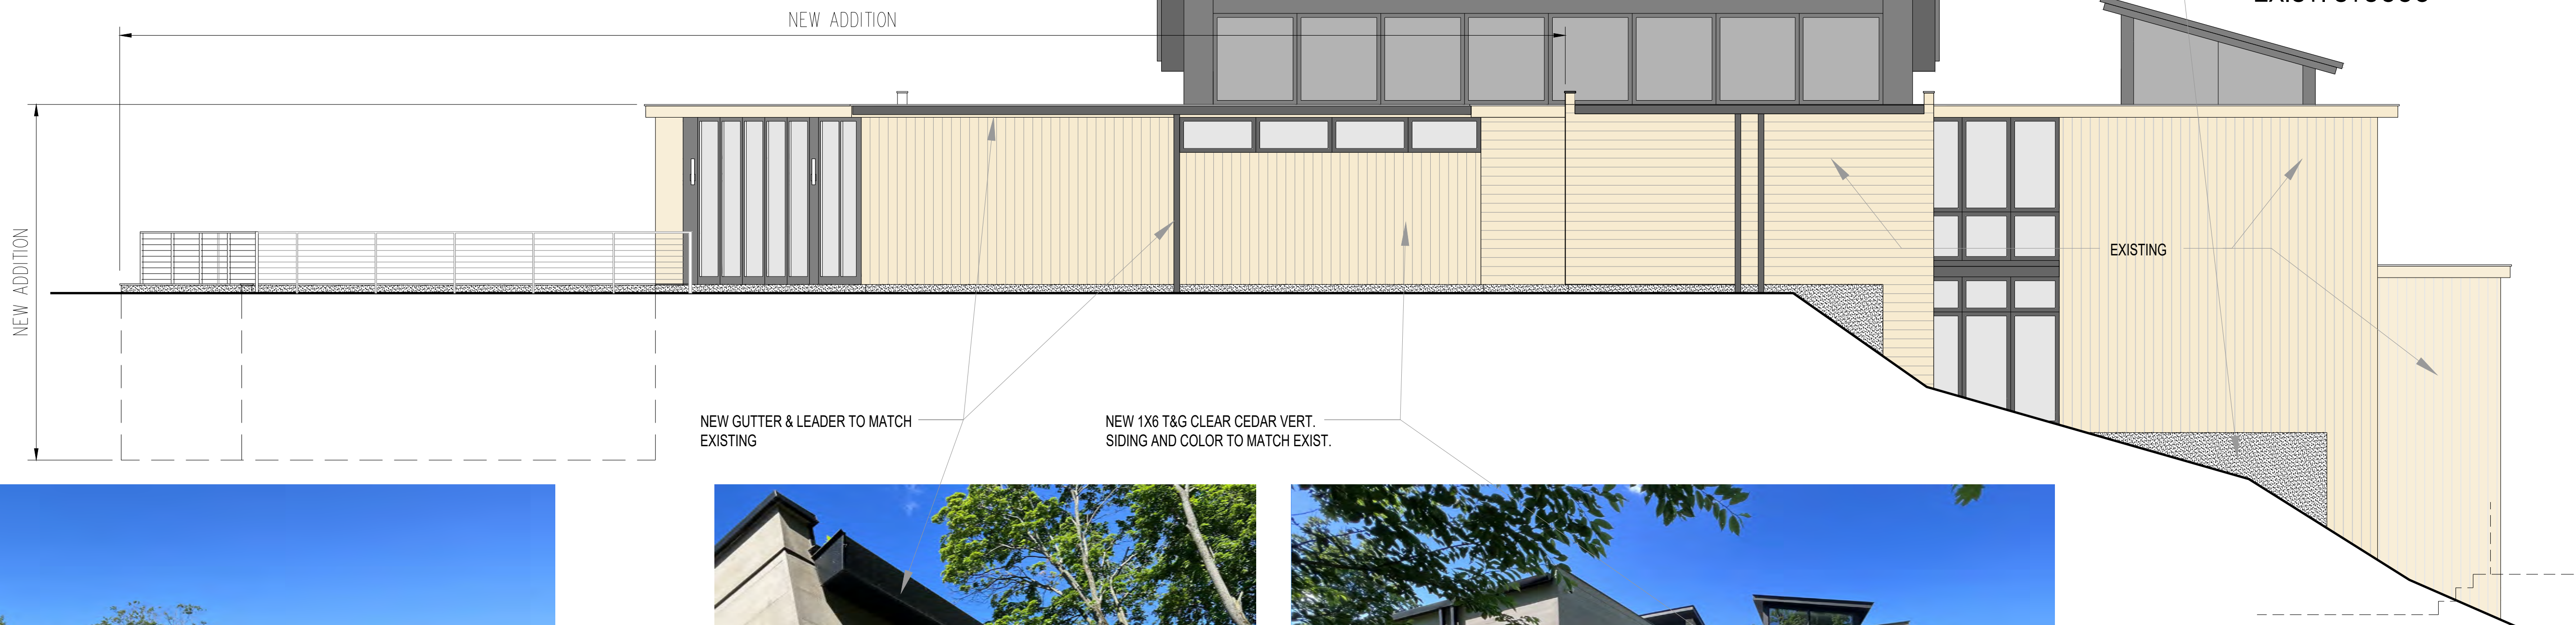 NEW ADDITION
NEW ADDITION
EXISTING
NEW GUTTER & LEADER TO MATCH
EXISTING
NEW 1X6 T&G CLEAR CEDAR VERT.
SIDING AND COLOR TO MATCH EXIST.